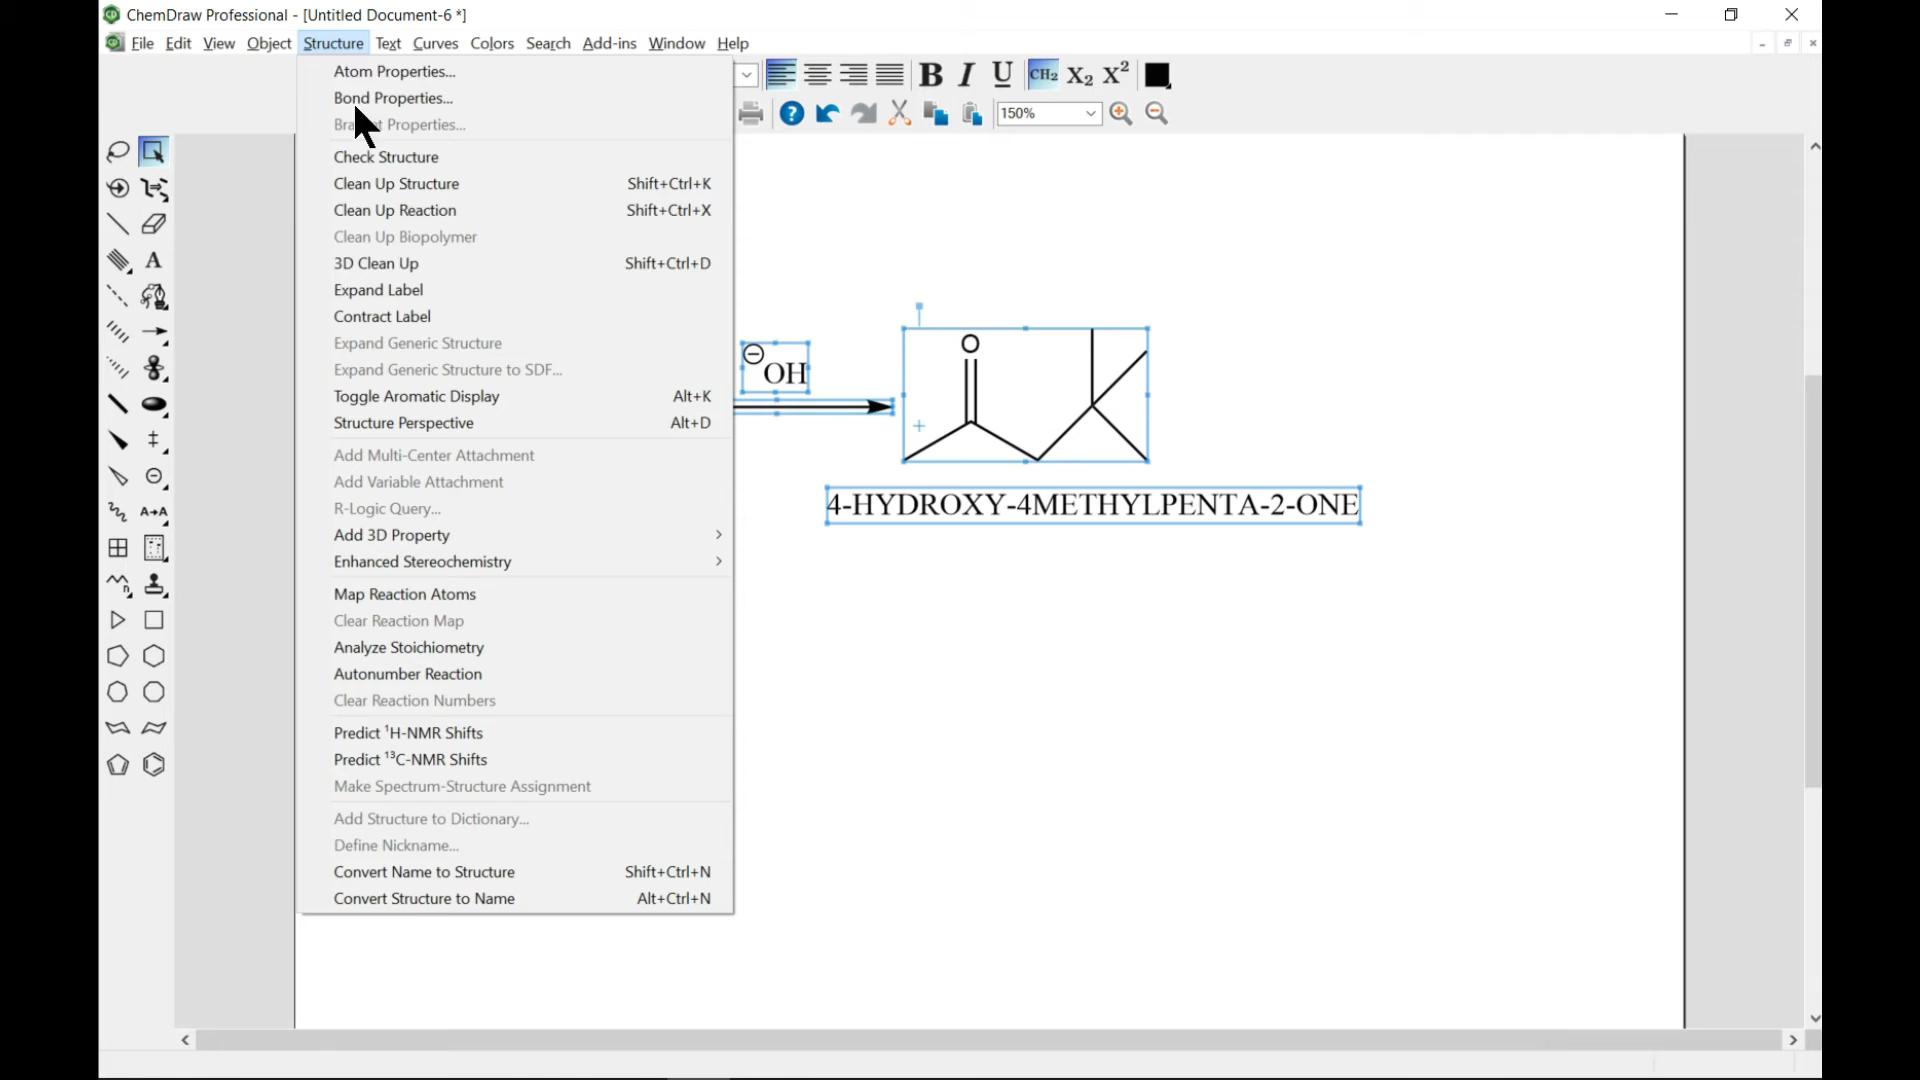 ChemDraw Professional - [Untitled Document-6 *]
File Edit View Object Structure Text Curves Colors Search Add-ins Window Help
B I U CH2 X2 X2
150%
Atom Properties...
Bond Properties...
Properties...
Check Structure
Clean Up Structure Shift+Ctrl+K
Clean Up Reaction Shift+Ctrl+X
Clean Up Biopolymer
3D Clean Up Shift+Ctrl+D
Expand Label
Contract Label
Expand Generic Structure
Expand Generic Structure to SDF...
Toggle Aromatic Display Alt+K
Structure Perspective Alt+D
Add Multi-Center Attachment
Add Variable Attachment
R-Logic Query...
Add 3D Property
Enhanced Stereochemistry
Map Reaction Atoms
Clear Reaction Map
Analyze Stoichiometry
Autonumber Reaction
Clear Reaction Numbers
Predict ¹H-NMR Shifts
Predict ¹³C-NMR Shifts
Make Spectrum-Structure Assignment
Add Structure to Dictionary...
Define Nickname...
Convert Name to Structure Shift+Ctrl+N
Convert Structure to Name Alt+Ctrl+N
A
A→A
n
OH
O
4-HYDROXY-4METHYLPENTA-2-ONE